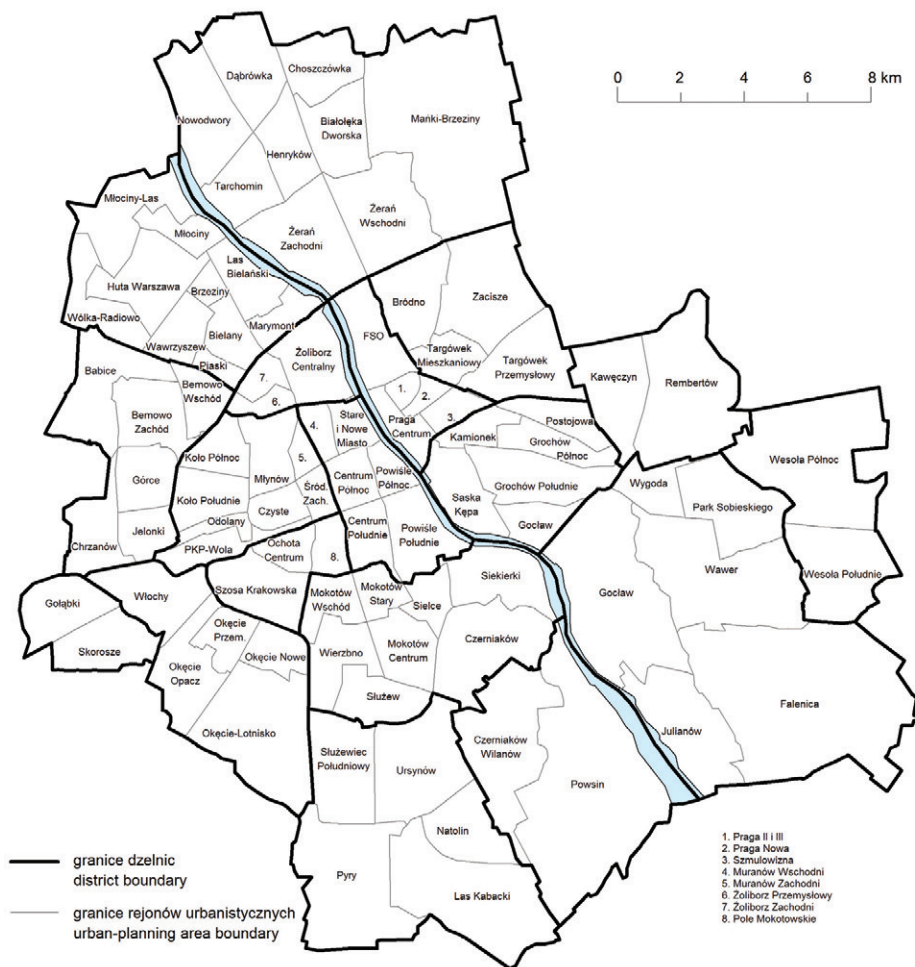 Choszczówka
Dąbrówka
0 2 4 8 km
Nowodwory
Białołęka
Dworska
Mańki-Brzeziny
Henryków
Tarchomin
Młociny-Las
Żerań
Wschodni
Młociny
Żerań
Zachodni
Las
Bielański
Huta Warszawa
Brzeziny
Bródno
Zacisze
Wólka-Radiowo
Marymont
Bielany
FSO
Wawrzyszew
Targówek
Mieszkaniowy
Piaski
Żoliborz
Centralny
Targówek
Przemysłowy
Babice
Bemowo
Wschód
7.
6.
1.
2.
Kawęczyn
Rembertów
Bemowo
Zachód
4.
Stare
i Nowe
Miasto
Praga
Centrum
3.
Postojowa
Kamionek
Grochów
Północ
Koło Północ
5.
Wesoła Północ
Górce
Młynów
Centrum
Północ
Powiśle
Północ.
Wygoda
Koło Południe
Śród.
Zach.
Saska
Kępa
Grochów Południe
Park Sobieskiego
Czyste
Odolany
Gocław
Chrzanów
Jelonki
Centrum
Południe
Powiśle
Południe
PKP-Wola
Ochota
Centrum
8.
Wawer
Wesoła Południe
Siekierki
Gołąbki
Włochy
Szosa Krakowska
Mokotów
Wschód
Mokotów
Stary
Sielce
Gocław
Okęcie
Przem.
Skorosze
Okęcie Nowe
Wierzbno
Mokotów
Centrum
Czerniaków
Okęcie
Opacz
Służew
Falenica
Okęcie-Lotnisko
Julianów
Służewiec
Południowy
Ursynów
Czerniaków
Wilanów
Powsin
Natolin
Pyry
Las Kabacki
granice dzelnic
district boundary
granice rejonów urbanistycznych
urban-planning area boundary
1. Praga II i III
2. Praga Nowa
3. Szmulowizna
4. Muranów Wschodni
5. Muranów Zachodni
6. Żoliborz Przemysłowy
7. Żoliborz Zachodni
8. Pole Mokotowskie